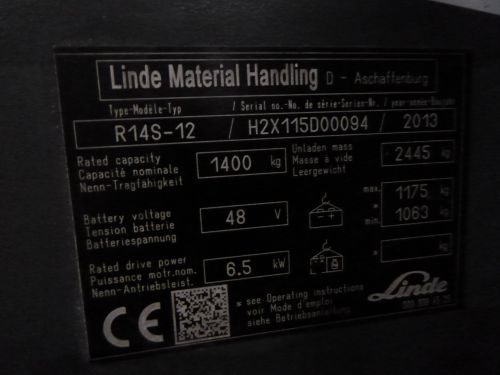 Linde Material Handling D - Aschaffenburg
Type-Modèle-Typ / Serial no.-No. de série-Serien-Nr. / year-année-Baujahr
R14S-12 / H2X115D00094 / 2013
Rated capacity
Capacité nominale
Nenn-Tragfähigkeit
1400 kg
Unladen mass
Masse à vide
Leergewicht
* 2445 kg
Battery voltage
Tension batterie
Batteriespannung
48 V
max. 1175 kg
*
min. 1063 kg
Rated drive power
Puissance motr.nom.
Nenn-Antriebsleist.
6.5 kW
* kg
CE
* see Operating instructions
voir Mode d'emploi
siehe Betriebsanleitung
Linde